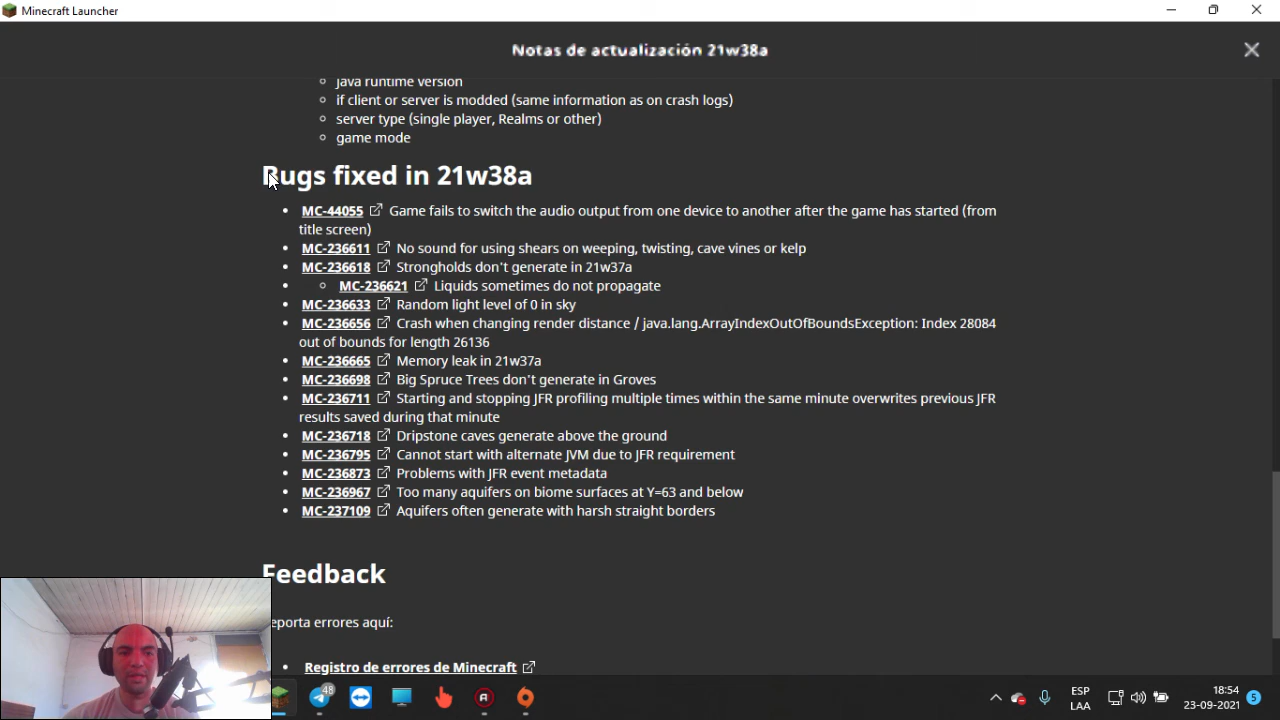 Minecraft Launcher
Notas de actualización 21w38a
java runtime version
if client or server is modded (same information as on crash logs)
server type (single player, Realms or other)
game mode
Bugs fixed in 21w38a
MC-44055 Game fails to switch the audio output from one device to another after the game has started (from
title screen)
MC-236611 No sound for using shears on weeping, twisting, cave vines or kelp
MC-236618 Strongholds don't generate in 21w37a
MC-236621 Liquids sometimes do not propagate
MC-236633 Random light level of 0 in sky
MC-236656 Crash when changing render distance / java.lang.ArrayIndexOutOfBoundsException: Index 28084
out of bounds for length 26136
MC-236665 Memory leak in 21w37a
MC-236698 Big Spruce Trees don't generate in Groves
MC-236711 Starting and stopping JFR profiling multiple times within the same minute overwrites previous JFR
results saved during that minute
MC-236718 Dripstone caves generate above the ground
MC-236795 Cannot start with alternate JVM due to JFR requirement
MC-236873 Problems with JFR event metadata
MC-236967 Too many aquifers on biome surfaces at Y=63 and below
MC-237109 Aquifers often generate with harsh straight borders
Feedback
eporta errores aquí:
Registro de errores de Minecraft
48
ESP
LAA
18:54
23-09-2021
5